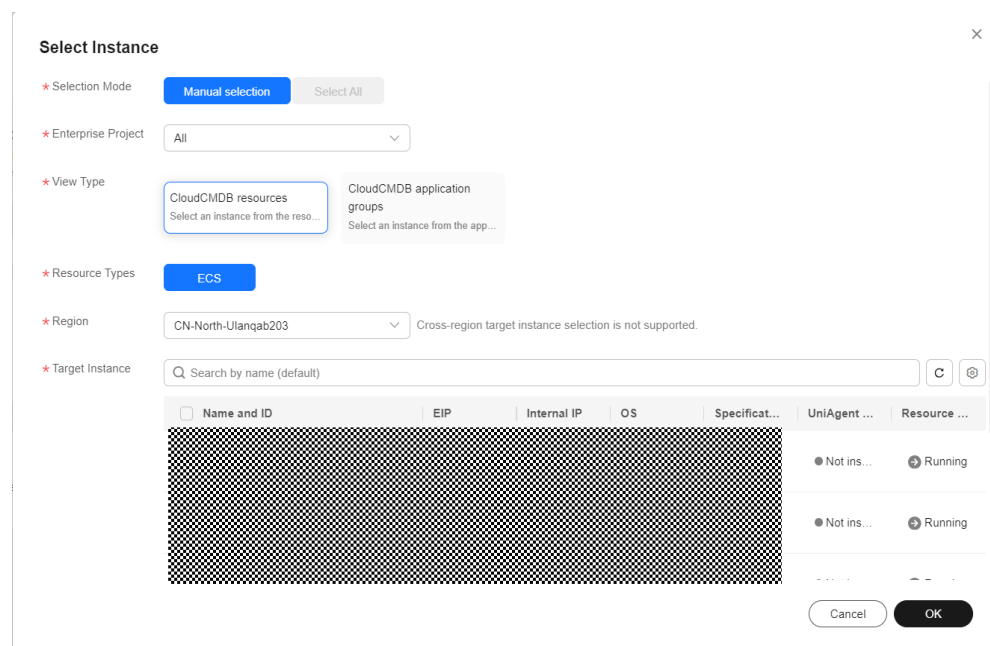 Select Instance
* Selection Mode
Manual selection
Select All
* Enterprise Project
All
* View Type
CloudCMDB resources
Select an instance from the reso...
CloudCMDB application
groups
Select an instance from the app...
* Resource Types
ECS
* Region
CN-North-Ulanqab203
Cross-region target instance selection is not supported.
* Target Instance
Search by name (default)
Name and ID EIP Internal IP OS Specificat... UniAgent ... Resource ...
Not ins... Running
Not ins... Running
Cancel
OK